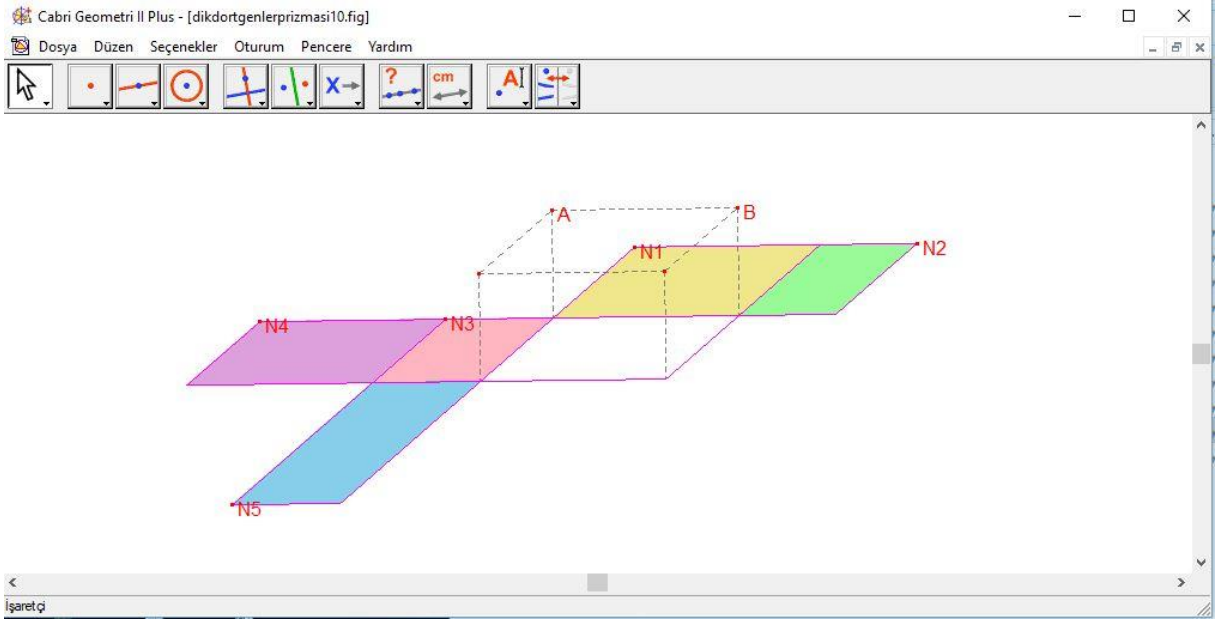 Cabri Geometri II Plus - [dikdortgenlerprizmasi10.fig]
Dosya Düzen Seçenekler Oturum Pencere Yardım
? cm A
A
B
N1
N2
N4
N3
N5
İşaretçi